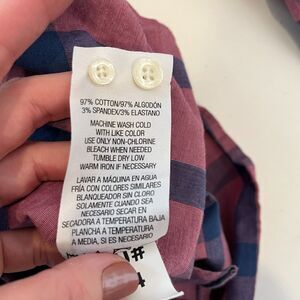 97% COTTON/97% ALGODÓN
3% SPANDEX/3% ELASTANO
MACHINE WASH COLD
WITH LIKE COLOR
USE ONLY NON-CHLORINE
BLEACH WHEN NEEDED
TUMBLE DRY LOW
WARM IRON IF NECESSARY
LAVAR A MÁQUINA EN AGUA
FRÍA CON COLORES SIMILARES
BLANQUEADOR SIN CLORO
SOLAMENTE CUANDO SEA
NECESARIO SECAR EN
SECADORA A TEMPERATURA BAJA
PLANCHA A TEMPERATURA
A MEDIA, SI ES NECESARIO